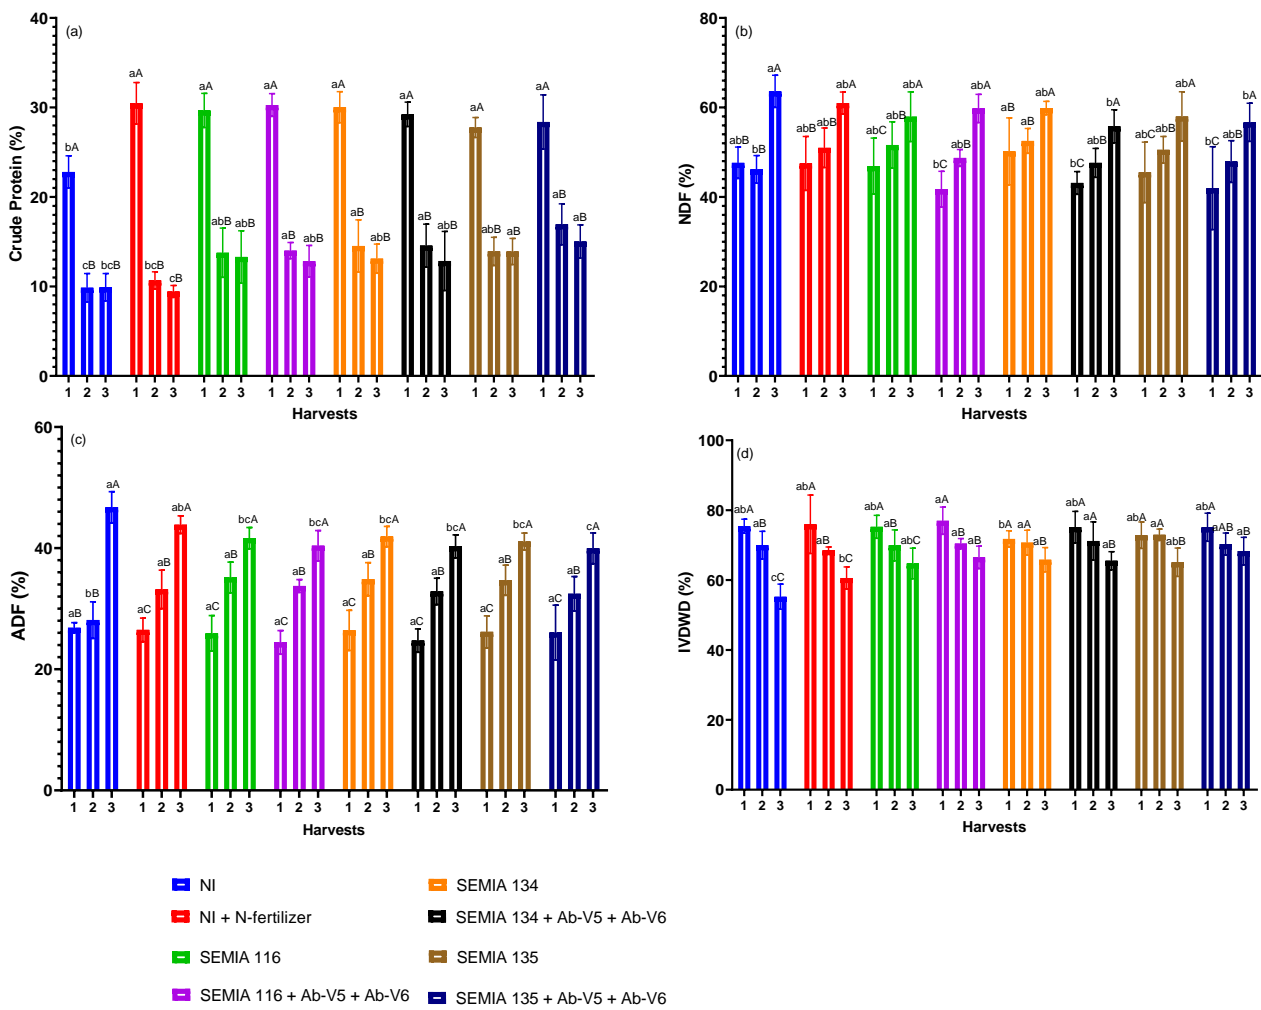 (a)
Crude Protein (%)
40
30
20
10
0
bA cB bcB aA bcB cB aA abB abB aA aB abB aA aB abB aA aB abB aA abB abB aA aB aB
1 2 3 1 2 3 1 2 3 1 2 3 1 2 3 1 2 3 1 2 3 1 2 3
Harvests
(b)
NDF (%)
80
60
40
20
0
abB bB aA abB abB abA abC abB abA bC abB abA aB abB abA bC abB bA abC abB abA bC abB bA
1 2 3 1 2 3 1 2 3 1 2 3 1 2 3 1 2 3 1 2 3 1 2 3
Harvests
(c)
ADF (%)
60
40
20
0
aB bB aA aC aB abA aC aB bcA aC aB bcA aC aB bcA aC aB bcA aC aB bcA aC aB cA
1 2 3 1 2 3 1 2 3 1 2 3 1 2 3 1 2 3 1 2 3 1 2 3
Harvests
(d)
IVDWD (%)
100
80
60
40
20
0
abA aB cC abA aB bC abA aB abC aA aB aB bA aA aB abA aA aB abA aA abB abA aAB aB
1 2 3 1 2 3 1 2 3 1 2 3 1 2 3 1 2 3 1 2 3 1 2 3
Harvests
NI
NI + N-fertilizer
SEMIA 116
SEMIA 116 + Ab-V5 + Ab-V6
SEMIA 134
SEMIA 134 + Ab-V5 + Ab-V6
SEMIA 135
SEMIA 135 + Ab-V5 + Ab-V6